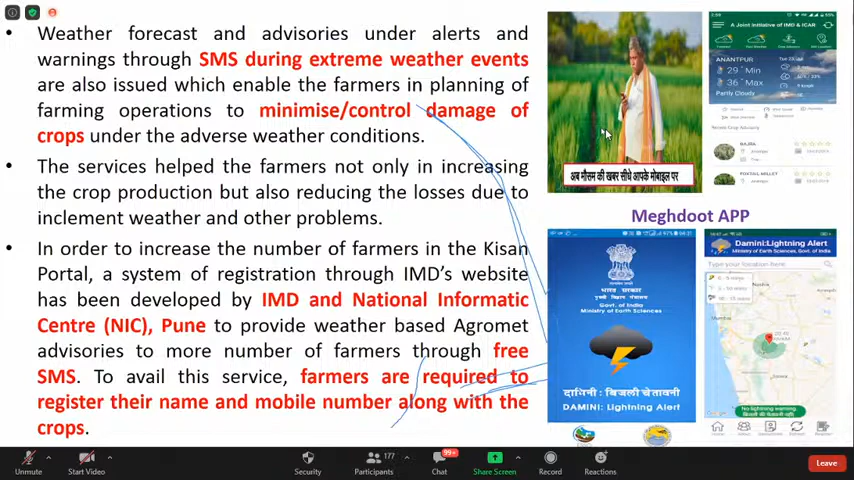 • Weather forecast and advisories under alerts and
warnings through SMS during extreme weather events
are also issued which enable the farmers in planning of
farming operations to minimise/control damage of
crops under the adverse weather conditions.
• The services helped the farmers not only in increasing
the crop production but also reducing the losses due to
inclement weather and other problems.
• In order to increase the number of farmers in the Kisan
Portal, a system of registration through IMD's website
has been developed by IMD and National Informatic
Centre (NIC), Pune to provide weather based Agromet
advisories to more number of farmers through free
SMS. To avail this service, farmers are required to
register their name and mobile number along with the
crops.
अब मौसम की खबर सीधे आपके मोबाइल पर
A Joint Initiative of IMD & ICAR
ANANTPUR
29° Min
36° Max
Partly Cloudy
BAJRA
FOXTAIL MILLET
Meghdoot APP
भारत सरकार
Govt. of India
Ministry of Earth Sciences
दामिनी: बिजली चेतावनी
DAMINI: Lightning Alert
Damini:Lightning Alert
Ministry of Earth Sciences, Govt. of India
Type your location here
Mumbai
No lightning warning.
Unmute
Start Video
Security
Participants
177
Chat
99+
Share Screen
Record
Reactions
Leave